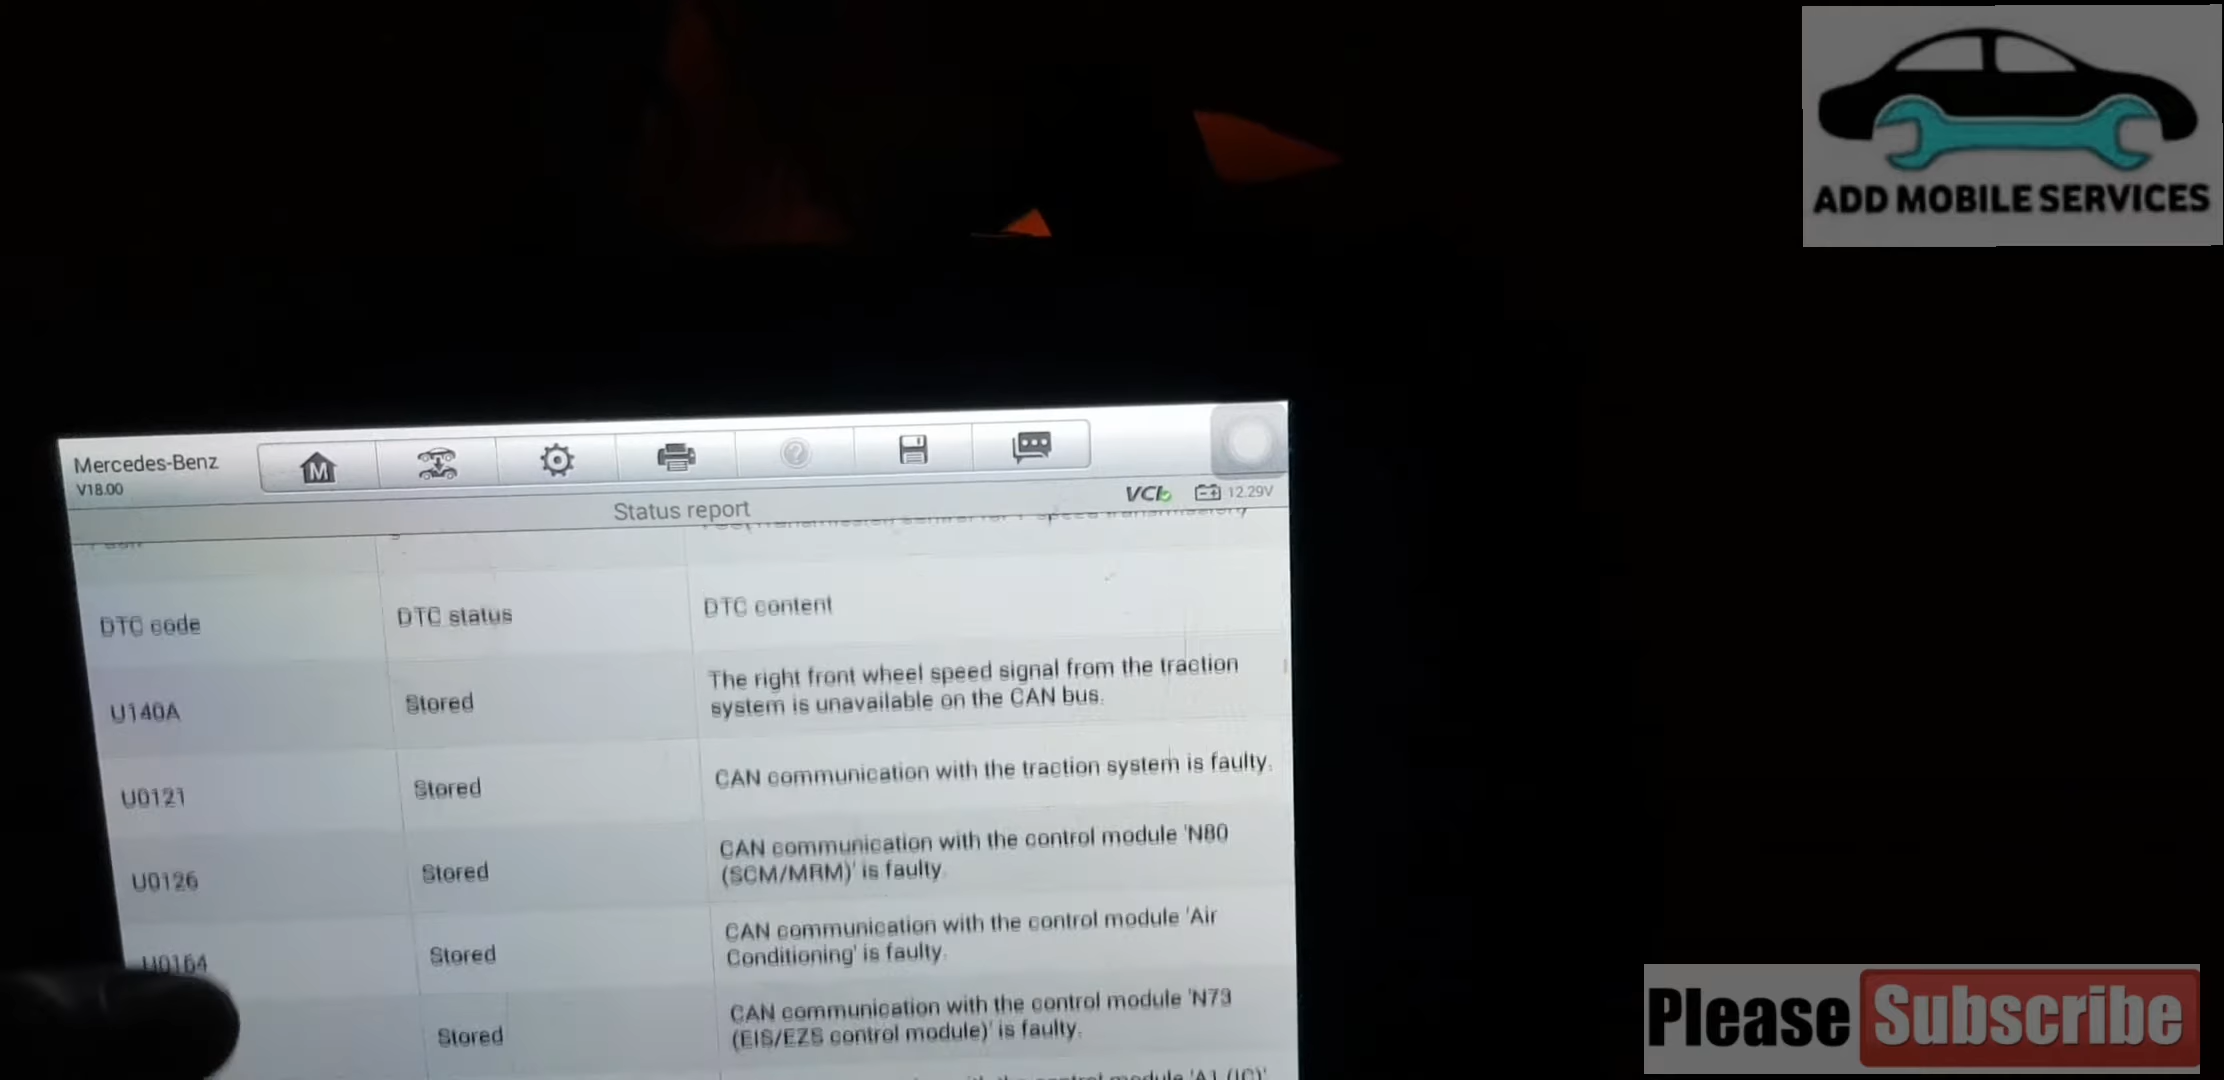 ADD MOBILE SERVICES
Mercedes-Benz
V18.00
M
VCI
12.29V
Status report
DTC code
DTC status
DTC content
U140A
Stored
The right front wheel speed signal from the traction
system is unavailable on the CAN bus.
U0121
Stored
CAN communication with the traction system is faulty.
U0126
Stored
CAN communication with the control module 'N80
(SCM/MRM)' is faulty.
U0164
Stored
CAN communication with the control module 'Air
Conditioning' is faulty.
Stored
CAN communication with the control module 'N73
(EIS/EZS control module)' is faulty.
control module 'A1 (IC)'
Please Subscribe